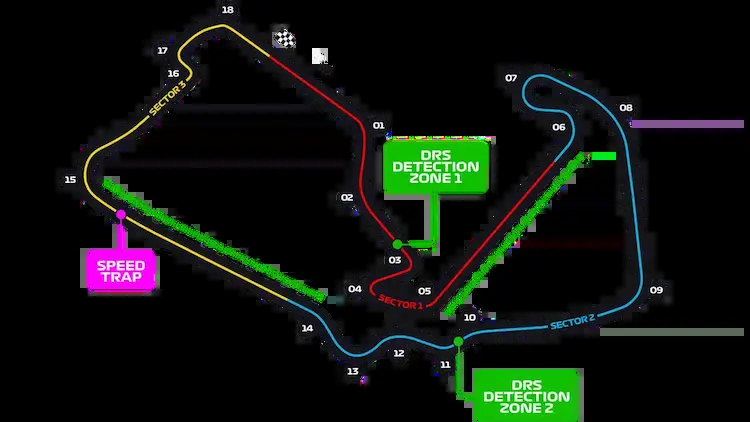 18
17
16
SECTOR 3
15
01
02
DRS
DETECTION
ZONE 1
03
04
05
SECTOR 1
06
07
08
09
SECTOR 2
10
11
12
13
14
SPEED
TRAP
DRS
DETECTION
ZONE 2